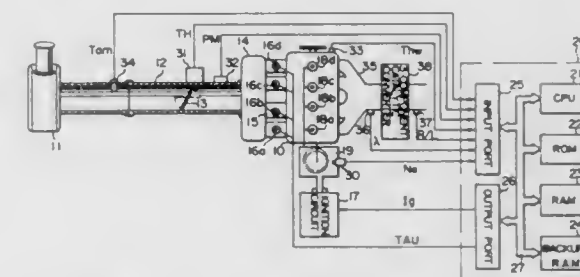 Tam
TH
PM
31
14
16d
33
Thw
34
12
32
18d
35
38
25
16c
18c
CPU
13
16b
18b
15
18a
INPUT PORT
16a
10
36
37
λ
R/L
ROM
11
19
30
Ne
26
RAM
IGNITION CIRCUIT
17
Ig
OUTPUT PORT
TAU
27
BACKUP RAM